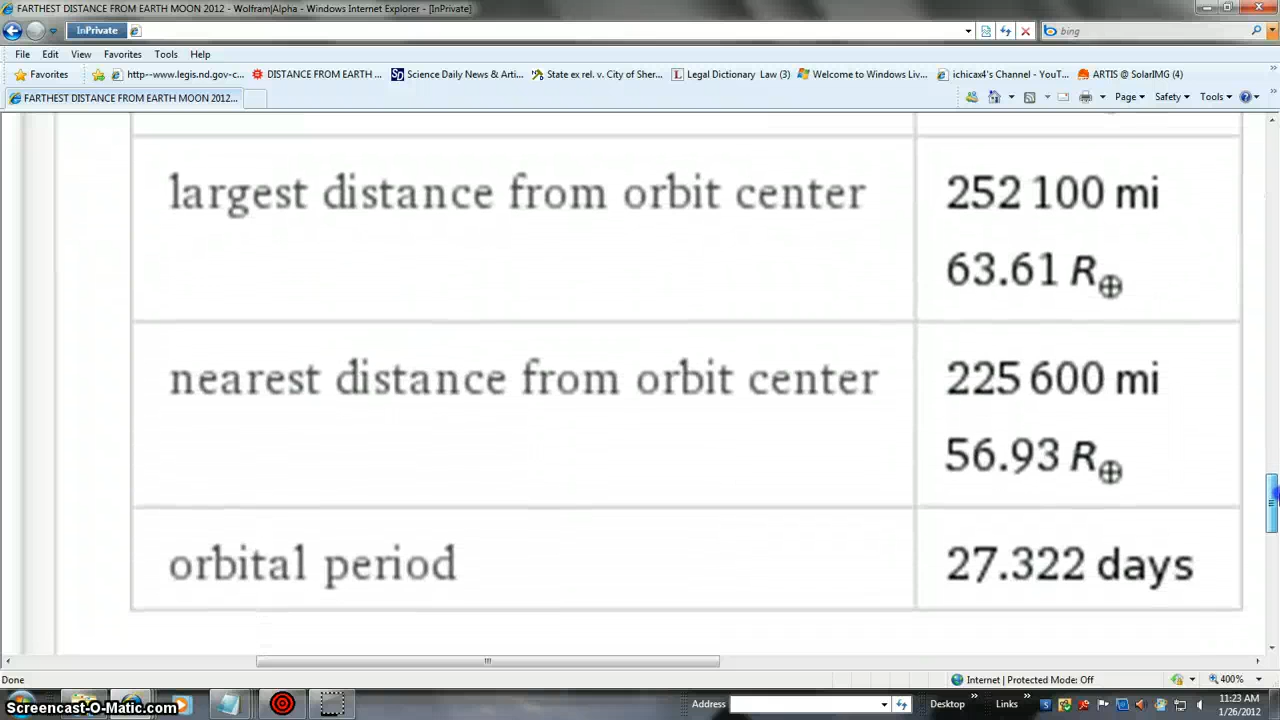 FARTHEST DISTANCE FROM EARTH MOON 2012 - Wolfram|Alpha - Windows Internet Explorer - [InPrivate]
InPrivate
bing
File Edit View Favorites Tools Help
Favorites http--www.legis.nd.gov-c... DISTANCE FROM EARTH ... Science Daily News & Arti... State ex rel. v. City of Sher... Legal Dictionary Law (3) Welcome to Windows Liv... ichicax4's Channel - YouT... ARTIS @ SolarIMG (4)
FARTHEST DISTANCE FROM EARTH MOON 2012... Page Safety Tools
largest distance from orbit center 252 100 mi
63.61 R⊕
nearest distance from orbit center 225 600 mi
56.93 R⊕
orbital period 27.322 days
Done Internet | Protected Mode: Off 400%
Screencast-O-Matic.com Address Desktop Links 11:23 AM
1/26/2012